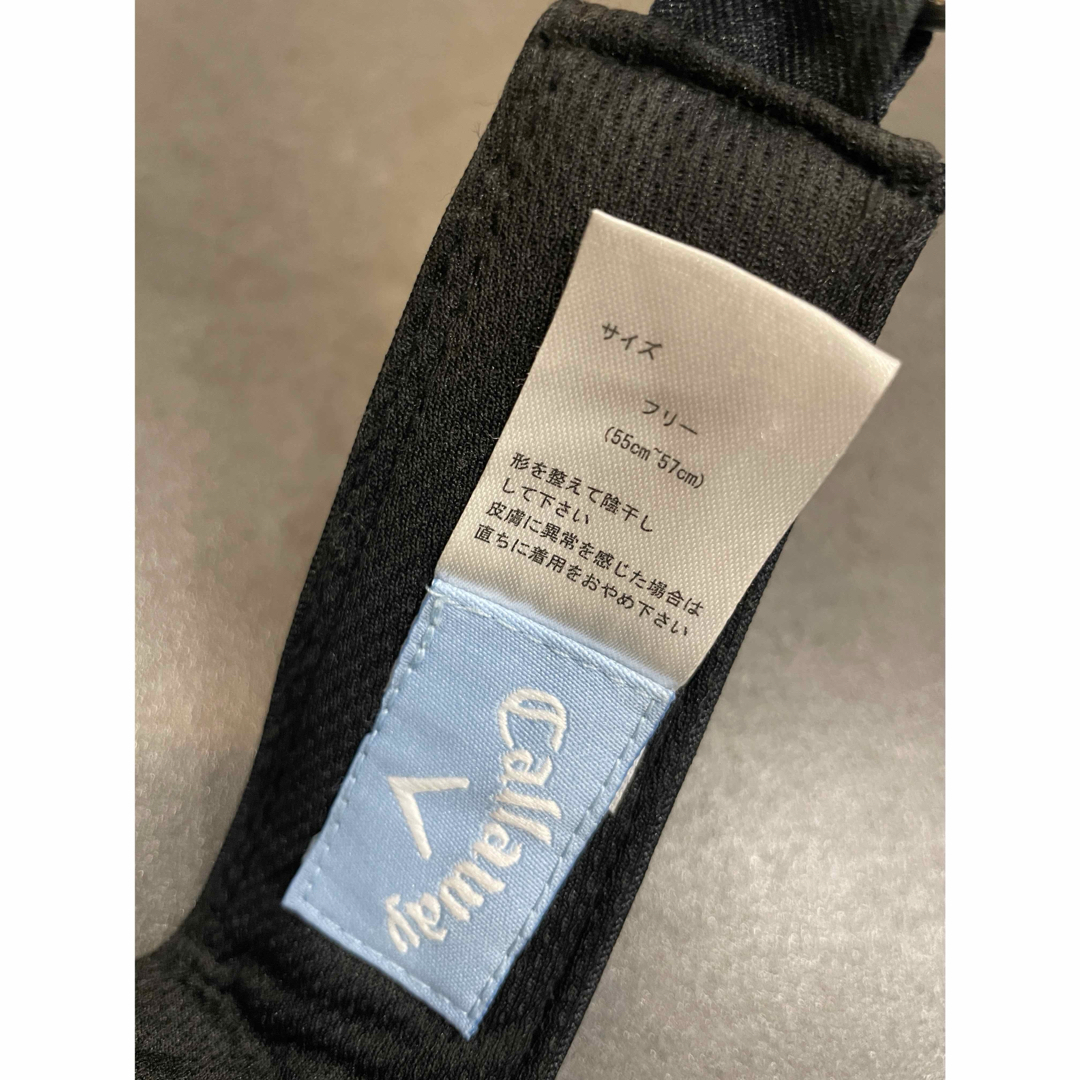 サイズ
フリー
(55cm~57cm)
形を整えて陰干し
して下さい
皮膚に異常を感じた場合は
直ちに着用をおやめ下さい
Callaway